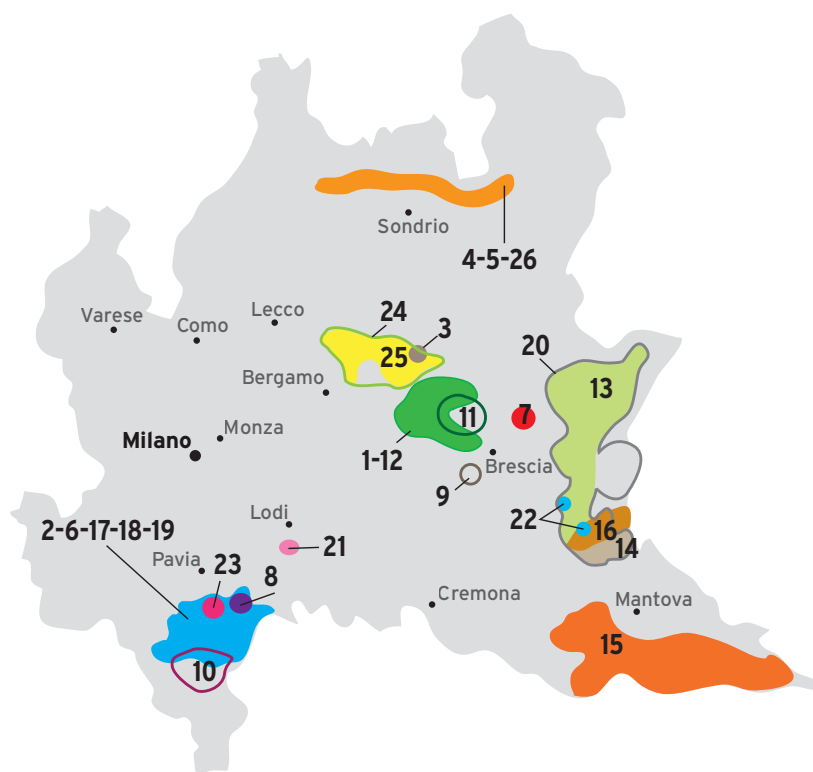 Sondrio
4-5-26
Varese
Como
Lecco
24
3
25
20
13
Bergamo
11
7
Milano
Monza
1-12
Brescia
9
2-6-17-18-19
Lodi
22
16
14
21
Pavia
23
8
Cremona
Mantova
15
10